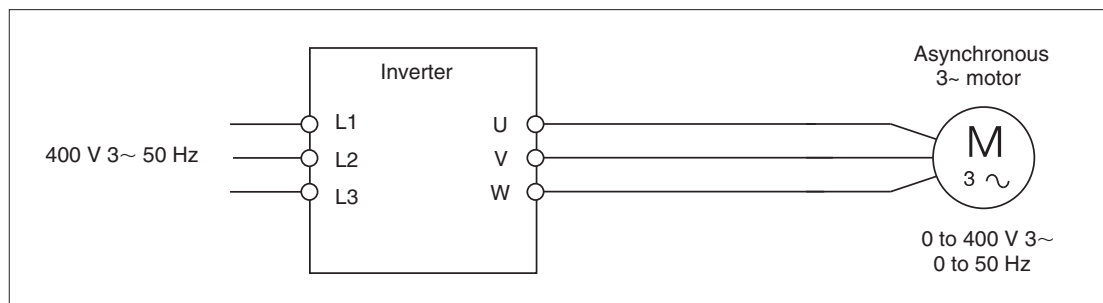 Inverter
Asynchronous
3~ motor
400 V 3~ 50 Hz
L1
L2
L3
U
V
W
M
3 ~
0 to 400 V 3~
0 to 50 Hz